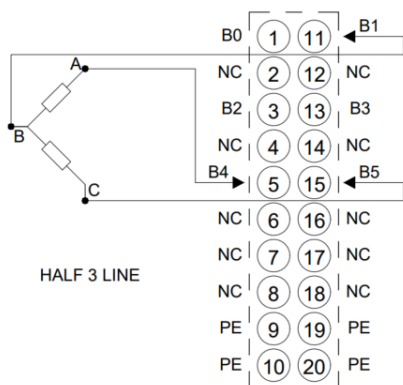 B0 1 11 B1
A NC 2 12 NC
B2 3 13 B3
B NC 4 14 NC
B4 5 15 B5
C
NC 6 16 NC
NC 7 17 NC
HALF 3 LINE
NC 8 18 NC
PE 9 19 PE
PE 10 20 PE